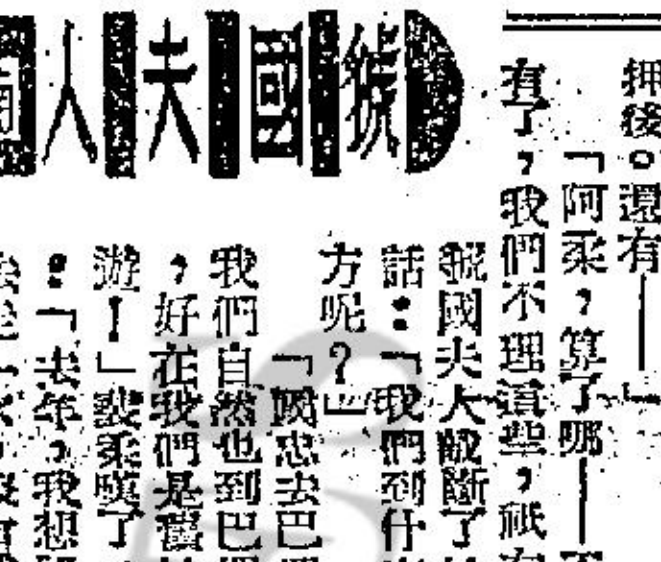 押後。還有——」
「阿柔,算了哪——
有了,我們不理這些,祇
虢國夫人
虢國夫人截斷了
話:「我們到什
方呢?」
「國忠去巴
我們自然也到巴
,好在我們是舊
游!」裴柔嘆了
:「去年,我想